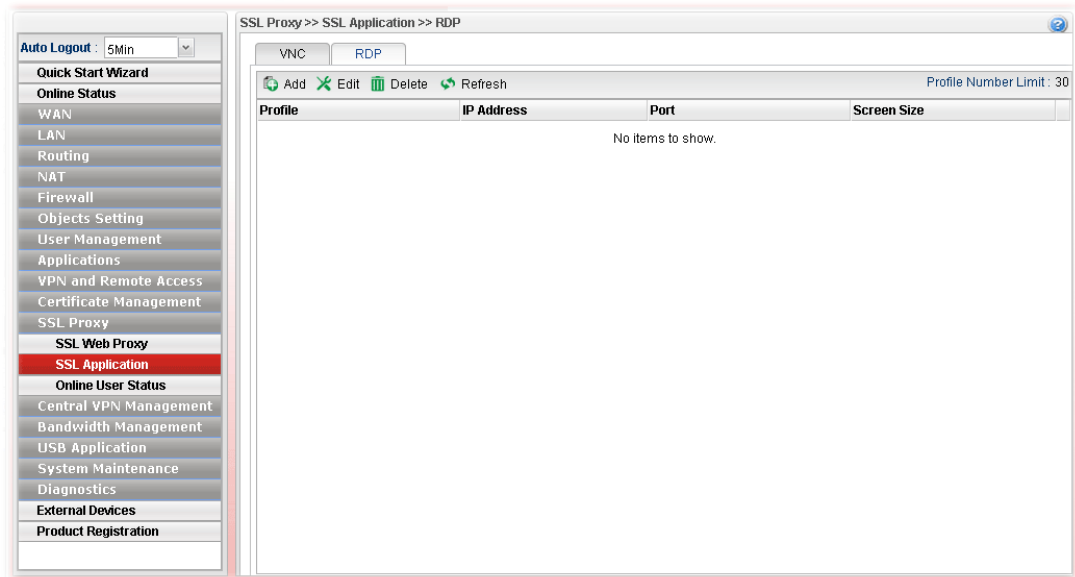 SSL Proxy >> SSL Application >> RDP
Auto Logout : 5Min
Quick Start Wizard
Online Status
WAN
LAN
Routing
NAT
Firewall
Objects Setting
User Management
Applications
VPN and Remote Access
Certificate Management
SSL Proxy
SSL Web Proxy
SSL Application
Online User Status
Central VPN Management
Bandwidth Management
USB Application
System Maintenance
Diagnostics
External Devices
Product Registration
VNC RDP
Add Edit Delete Refresh Profile Number Limit : 30
Profile IP Address Port Screen Size
No items to show.